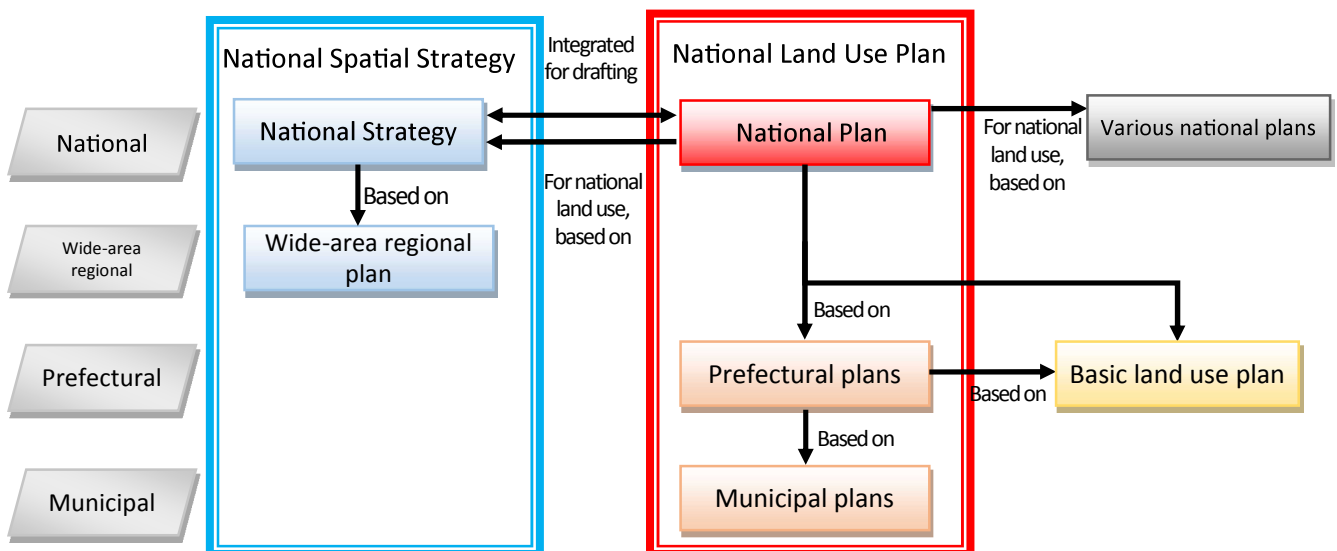 National Spatial Strategy
Integrated
for drafting
National Land Use Plan
National
National Strategy
National Plan
Various national plans
For national
land use,
based on
Based on
For national
land use,
based on
Wide-area
regional
Wide-area regional
plan
Based on
Prefectural
Prefectural plans
Based on
Basic land use plan
Based on
Municipal
Municipal plans